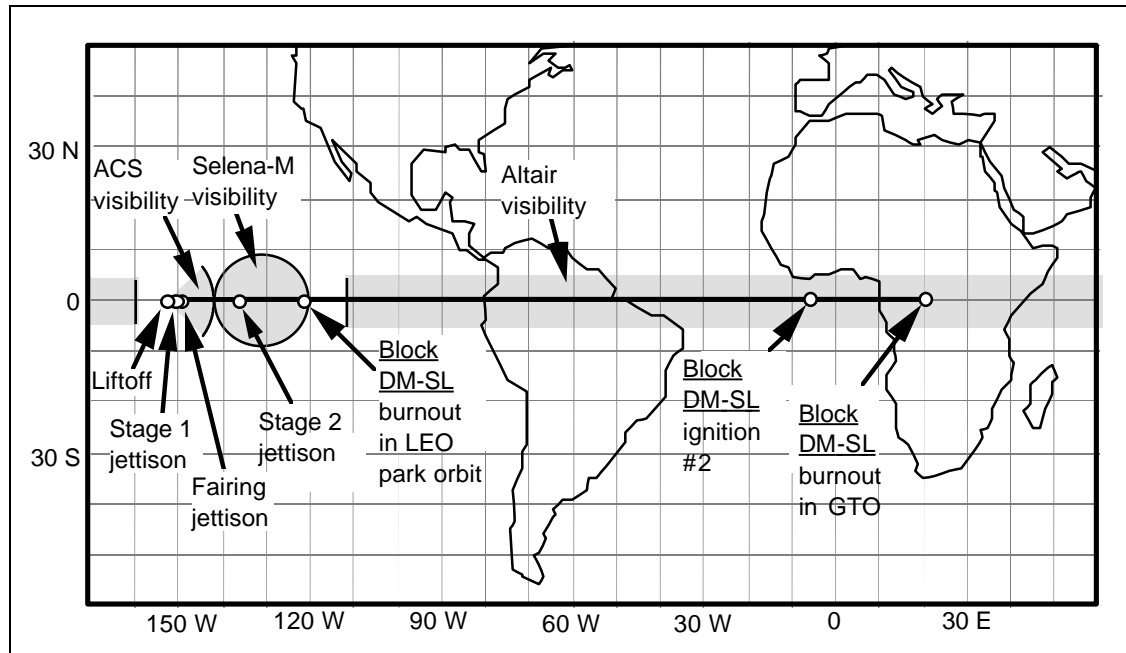 30 N
0
30 S
ACS
visibility
Selena-M
visibility
Altair
visibility
Liftoff
Stage 1
jettison
Fairing
jettison
Stage 2
jettison
Block
DM-SL
burnout
in LEO
park orbit
Block
DM-SL
ignition
#2
Block
DM-SL
burnout
in GTO
150 W
120 W
90 W
60 W
30 W
0
30 E